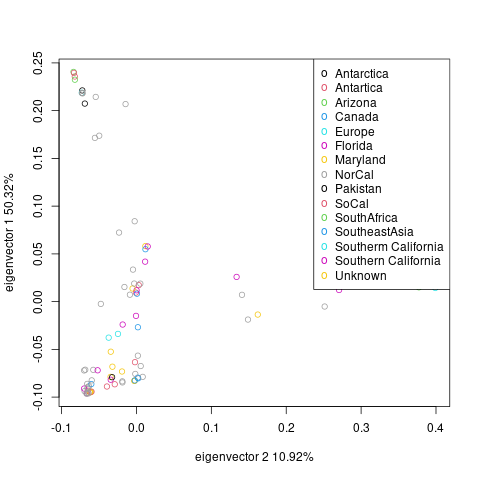 0.25
0.20
0.15
0.10
0.05
0.00
-0.05
-0.10
eigenvector 1 50.32%
-0.1
0.0
0.1
0.2
0.3
0.4
eigenvector 2 10.92%
Antarctica
Antartica
Arizona
Canada
Europe
Florida
Maryland
NorCal
Pakistan
SoCal
SouthAfrica
SoutheastAsia
Southerm California
Southern California
Unknown